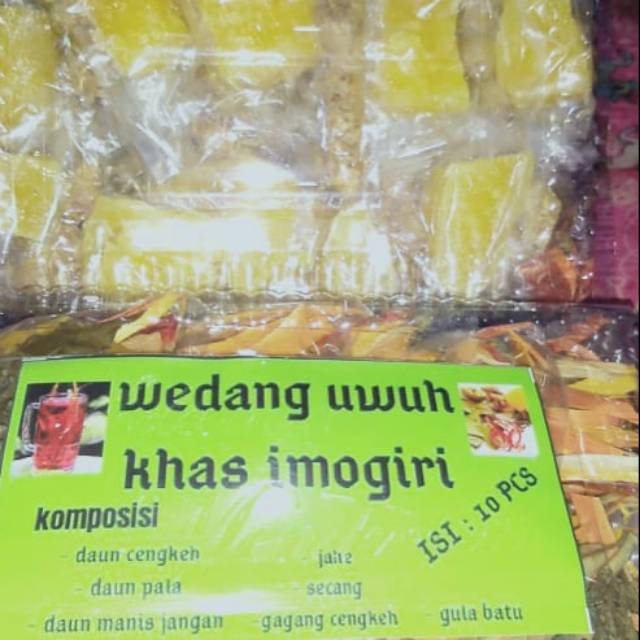 wedang uwuh
khas imogiri
ISI : 10 PCS
komposisi
- daun cengkeh - jahe
- daun pala - secang
- daun manis jangan - gagang cengkeh - gula batu